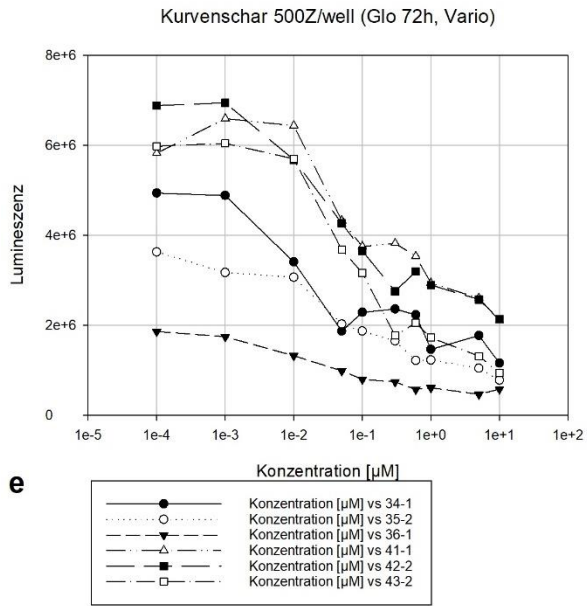 Kurvenschar 500Z/well (Glo 72h, Vario)
8e+6
6e+6
4e+6
2e+6
0
Lumineszenz
1e-5 1e-4 1e-3 1e-2 1e-1 1e+0 1e+1 1e+2
Konzentration [µM]
e
Konzentration [µM] vs 34-1
Konzentration [µM] vs 35-2
Konzentration [µM] vs 36-1
Konzentration [µM] vs 41-1
Konzentration [µM] vs 42-2
Konzentration [µM] vs 43-2